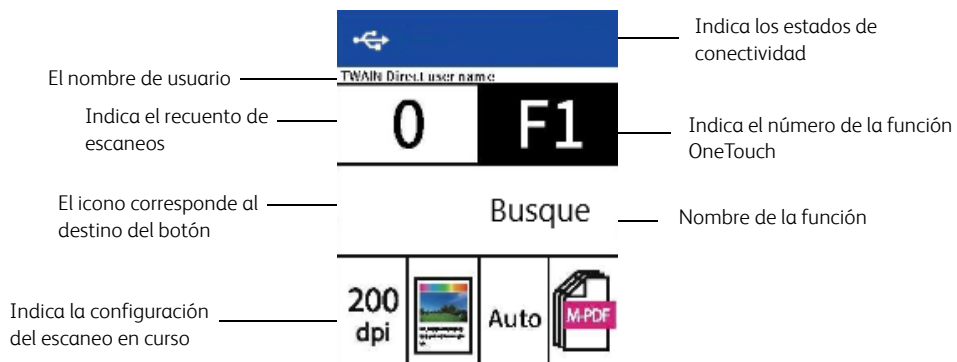 Indica los estados de
conectividad
El nombre de usuario
TWAIN Direct user name
Indica el recuento de
escaneos
0
F1
Indica el número de la función
OneTouch
El icono corresponde al
destino del botón
Busque
Nombre de la función
Indica la configuración
del escaneo en curso
200
dpi
Auto
M-PDF